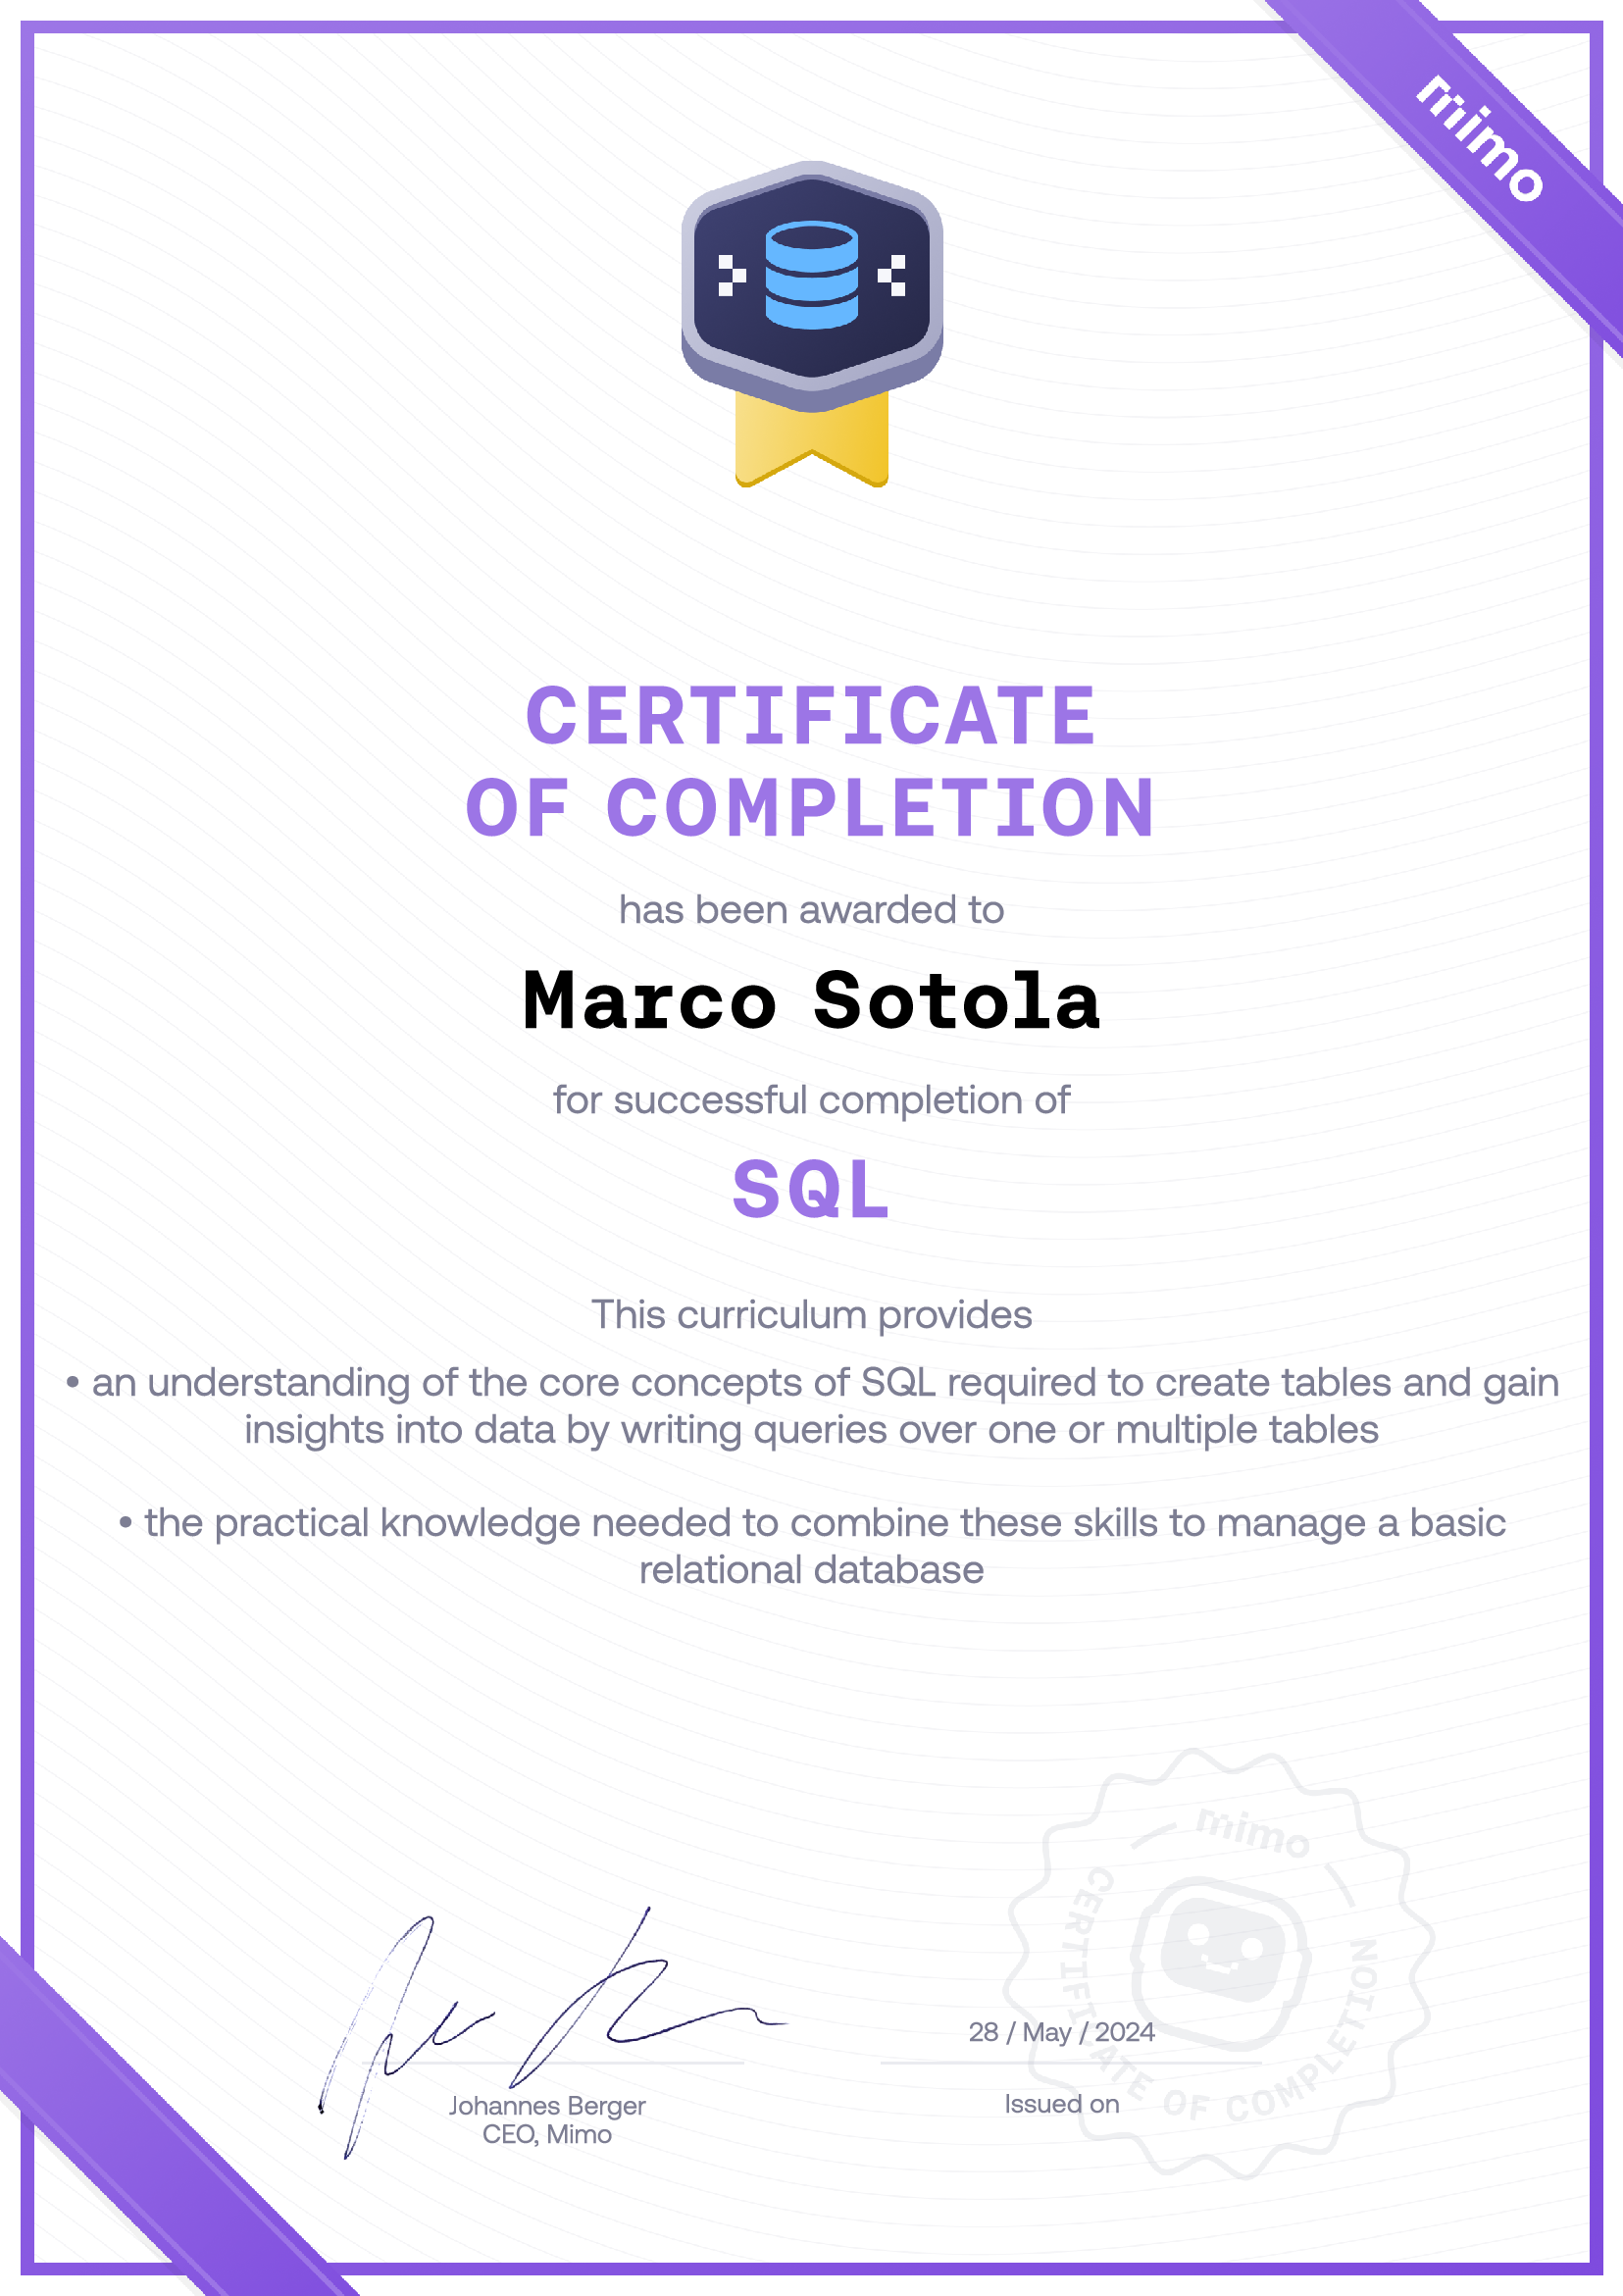 mimo
CERTIFICATE
OF COMPLETION
has been awarded to
Marco Sotola
for successful completion of
SQL
This curriculum provides
• an understanding of the core concepts of SQL required to create tables and gain
insights into data by writing queries over one or multiple tables
• the practical knowledge needed to combine these skills to manage a basic
relational database
mimo
CERTIFICATE OF COMPLETION
28 / May / 2024
Johannes Berger
CEO, Mimo
Issued on